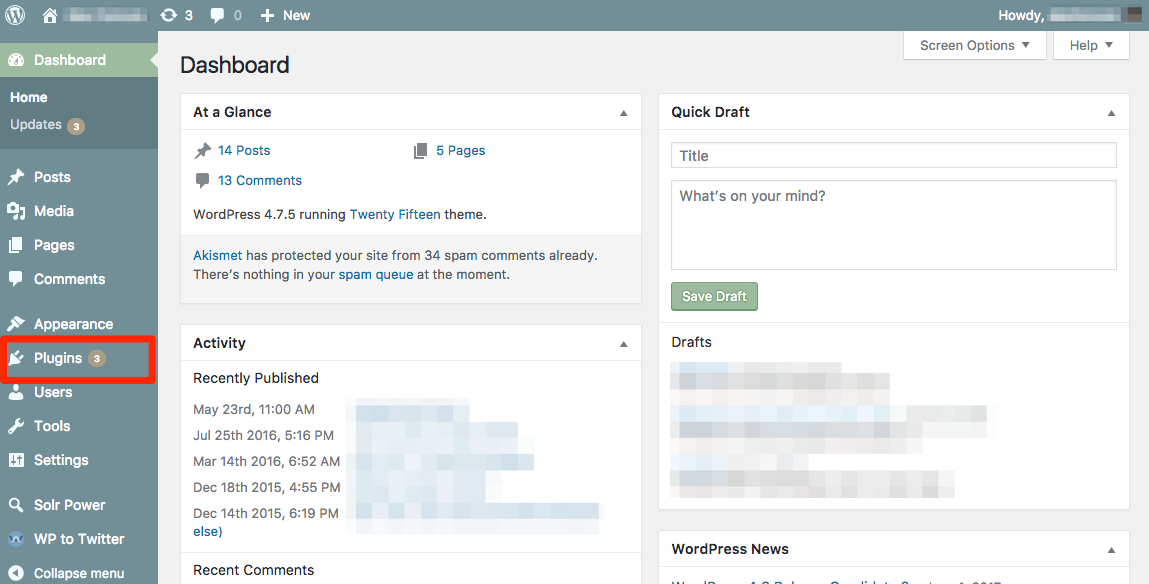 3 0 New Howdy,
Screen Options Help
Dashboard
Home
Updates 3
Posts
Media
Pages
Comments
Appearance
Plugins 3
Users
Tools
Settings
Solr Power
WP to Twitter
Collapse menu
Dashboard
At a Glance
14 Posts 5 Pages
13 Comments
WordPress 4.7.5 running Twenty Fifteen theme.
Akismet has protected your site from 34 spam comments already.
There's nothing in your spam queue at the moment.
Activity
Recently Published
May 23rd, 11:00 AM
Jul 25th 2016, 5:16 PM
Mar 14th 2016, 6:52 AM
Dec 18th 2015, 4:55 PM
Dec 14th 2015, 6:19 PM
else)
Recent Comments
Quick Draft
Title
What's on your mind?
Save Draft
Drafts
WordPress News